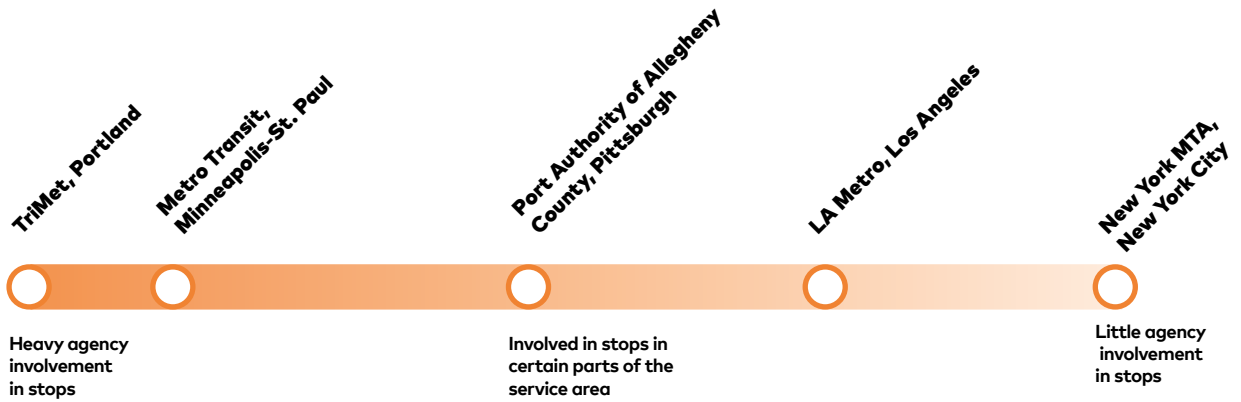 TriMet, Portland
Metro Transit,
Minneapolis-St. Paul
Port Authority of Allegheny
County, Pittsburgh
LA Metro, Los Angeles
New York MTA,
New York City
Heavy agency
involvement
in stops
Involved in stops in
certain parts of the
service area
Little agency
involvement
in stops